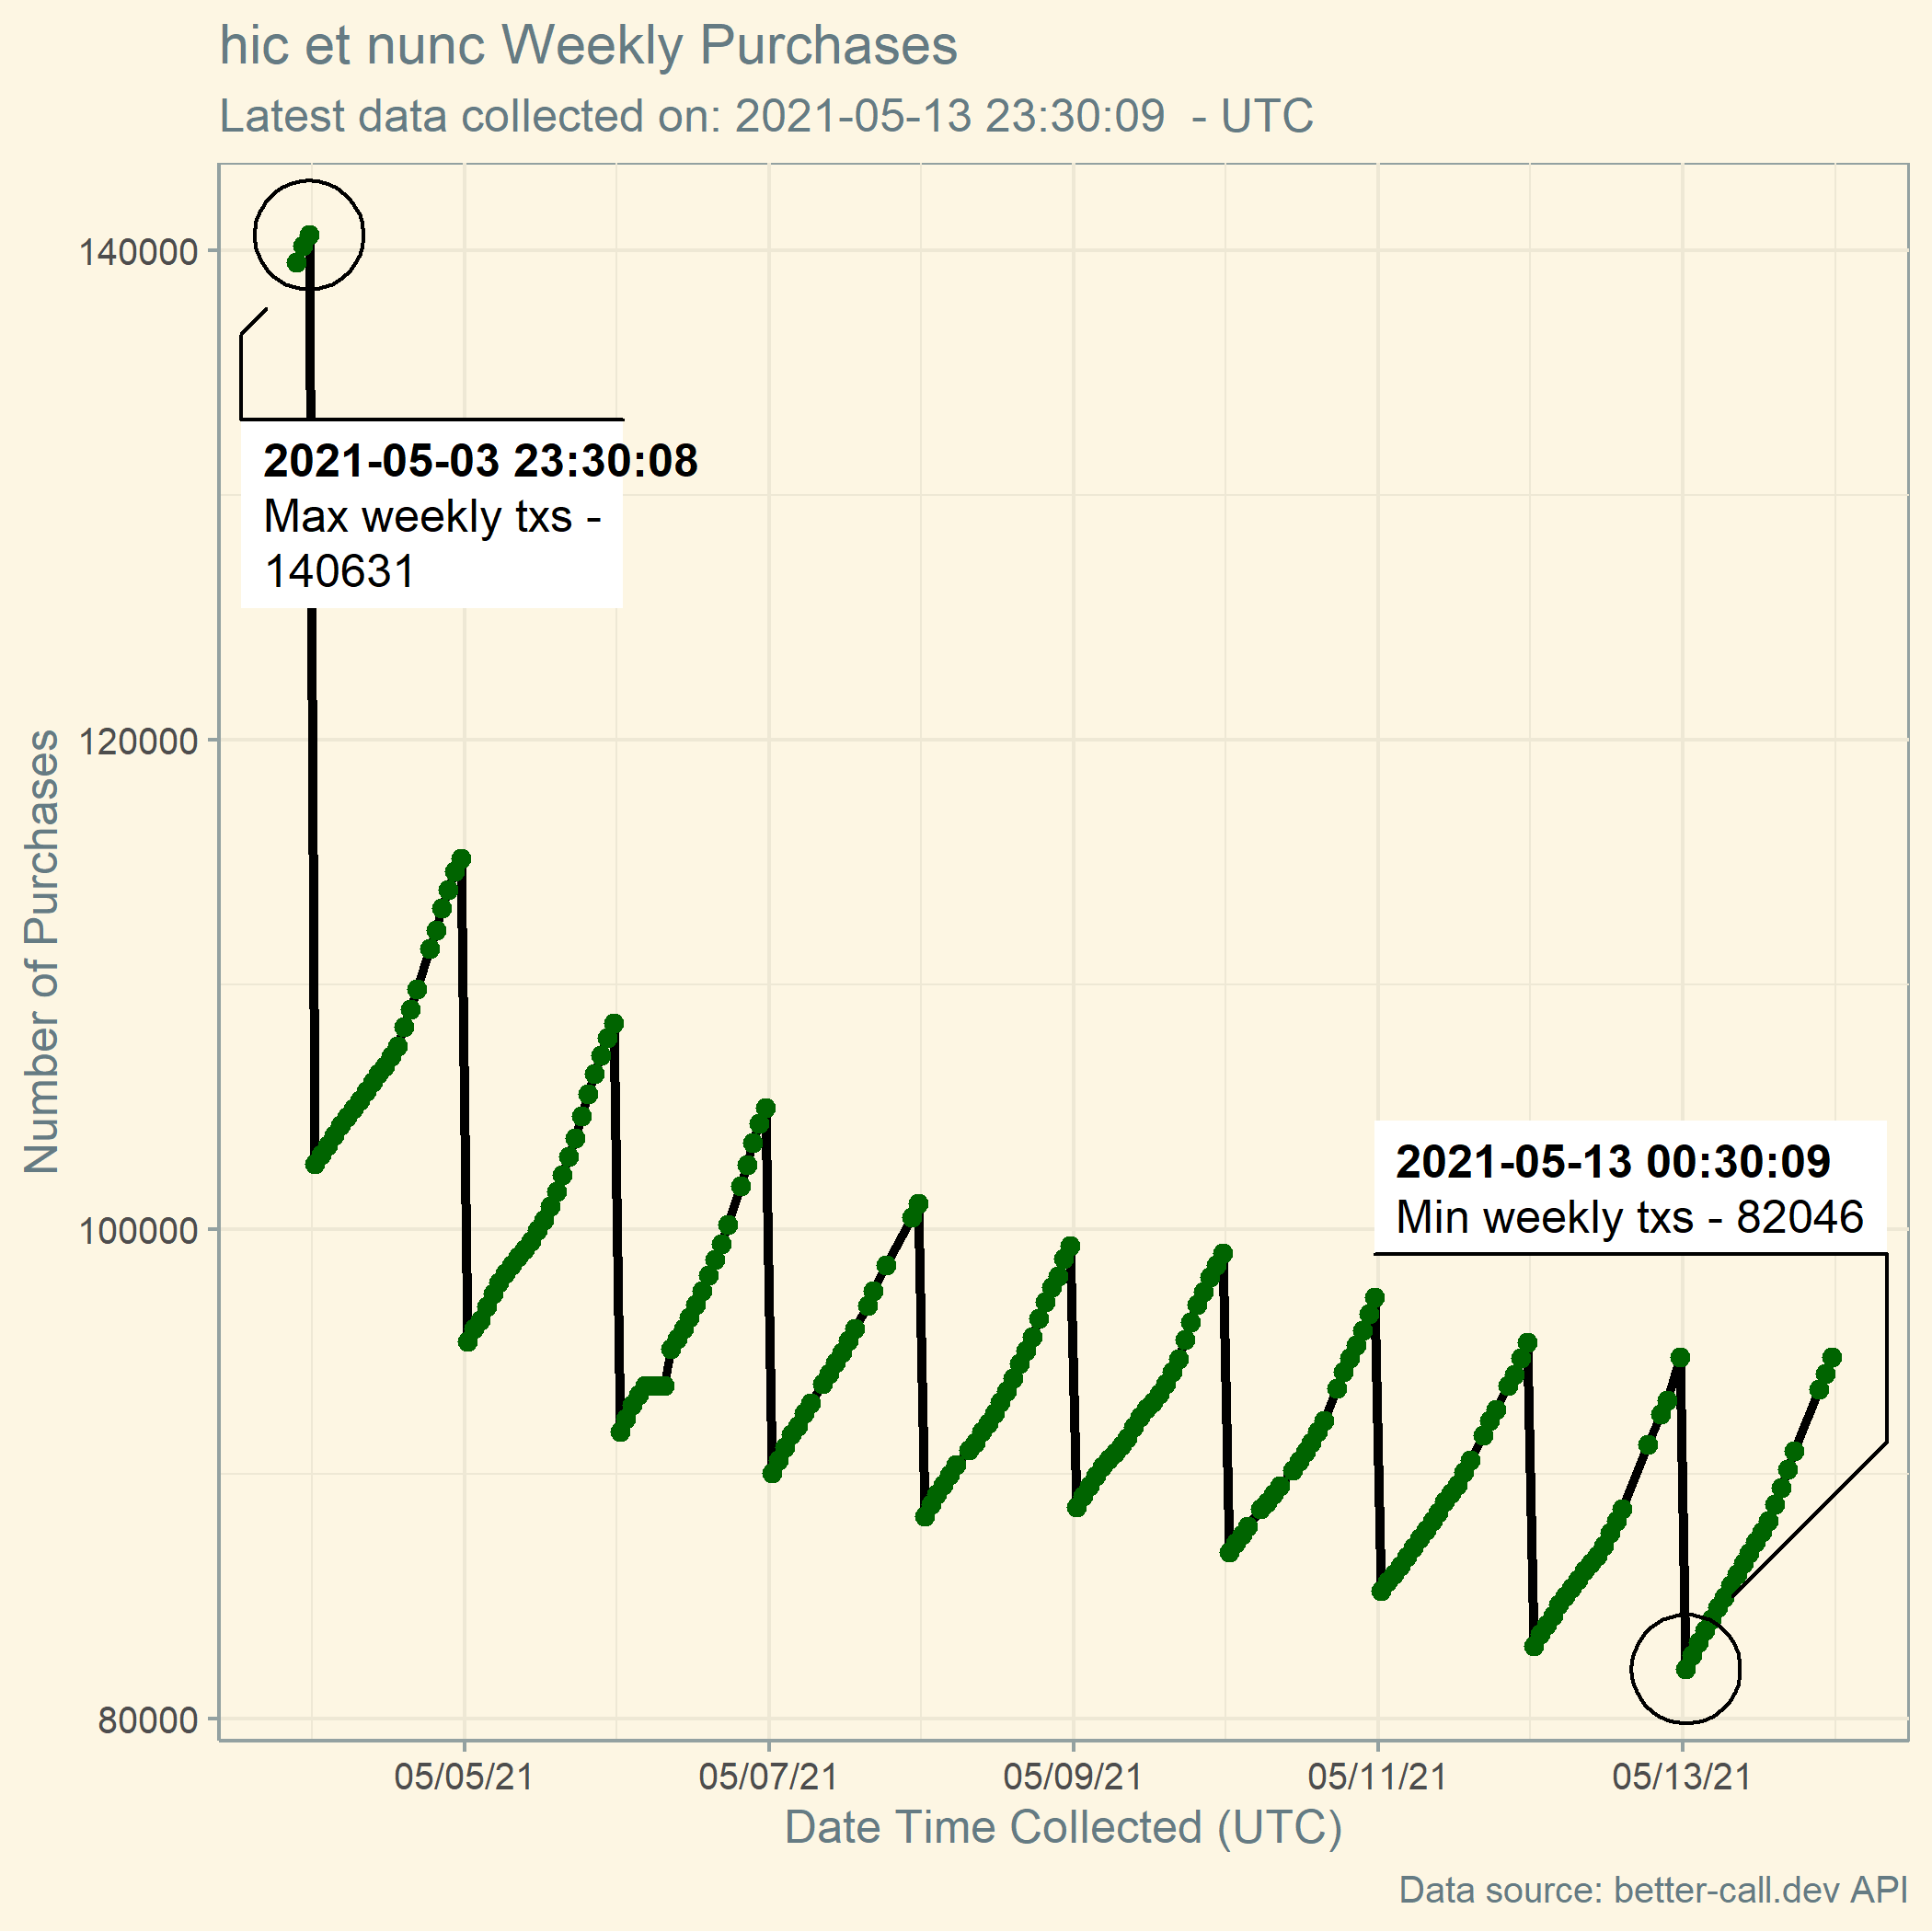 hic et nunc Weekly Purchases
Latest data collected on: 2021-05-13 23:30:09  - UTC
Number of Purchases
140000
120000
100000
80000
2021-05-03 23:30:08
Max weekly txs -
140631
2021-05-13 00:30:09
Min weekly txs - 82046
05/05/21
05/07/21
05/09/21
05/11/21
05/13/21
Date Time Collected (UTC)
Data source: better-call.dev API